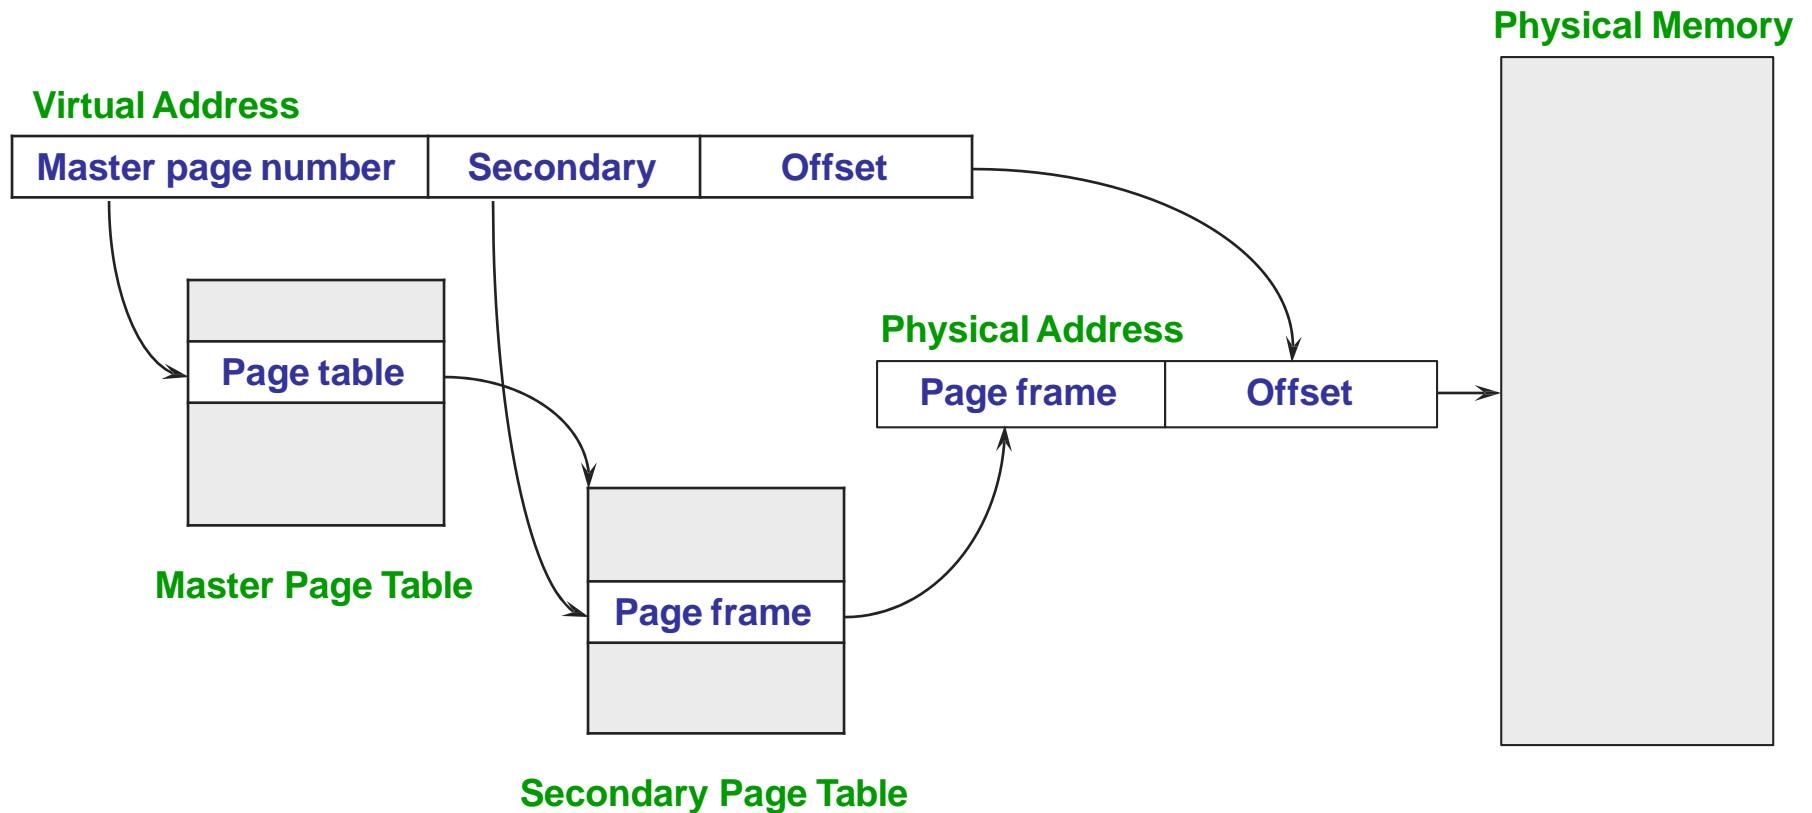 Physical Memory
Virtual Address
Master page number
Secondary
Offset
Physical Address
Page table
Page frame
Offset
Master Page Table
Page frame
Secondary Page Table